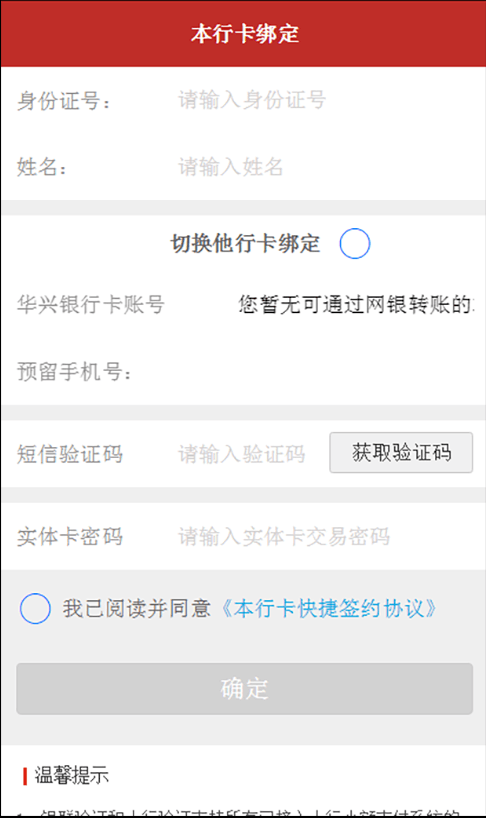 本行卡绑定
身份证号：
请输入身份证号
姓名：
请输入姓名
切换他行卡绑定
华兴银行卡账号
您暂无可通过网银转账的
预留手机号：
短信验证码
请输入验证码
获取验证码
实体卡密码
请输入实体卡交易密码
我已阅读并同意《本行卡快捷签约协议》
确定
温馨提示